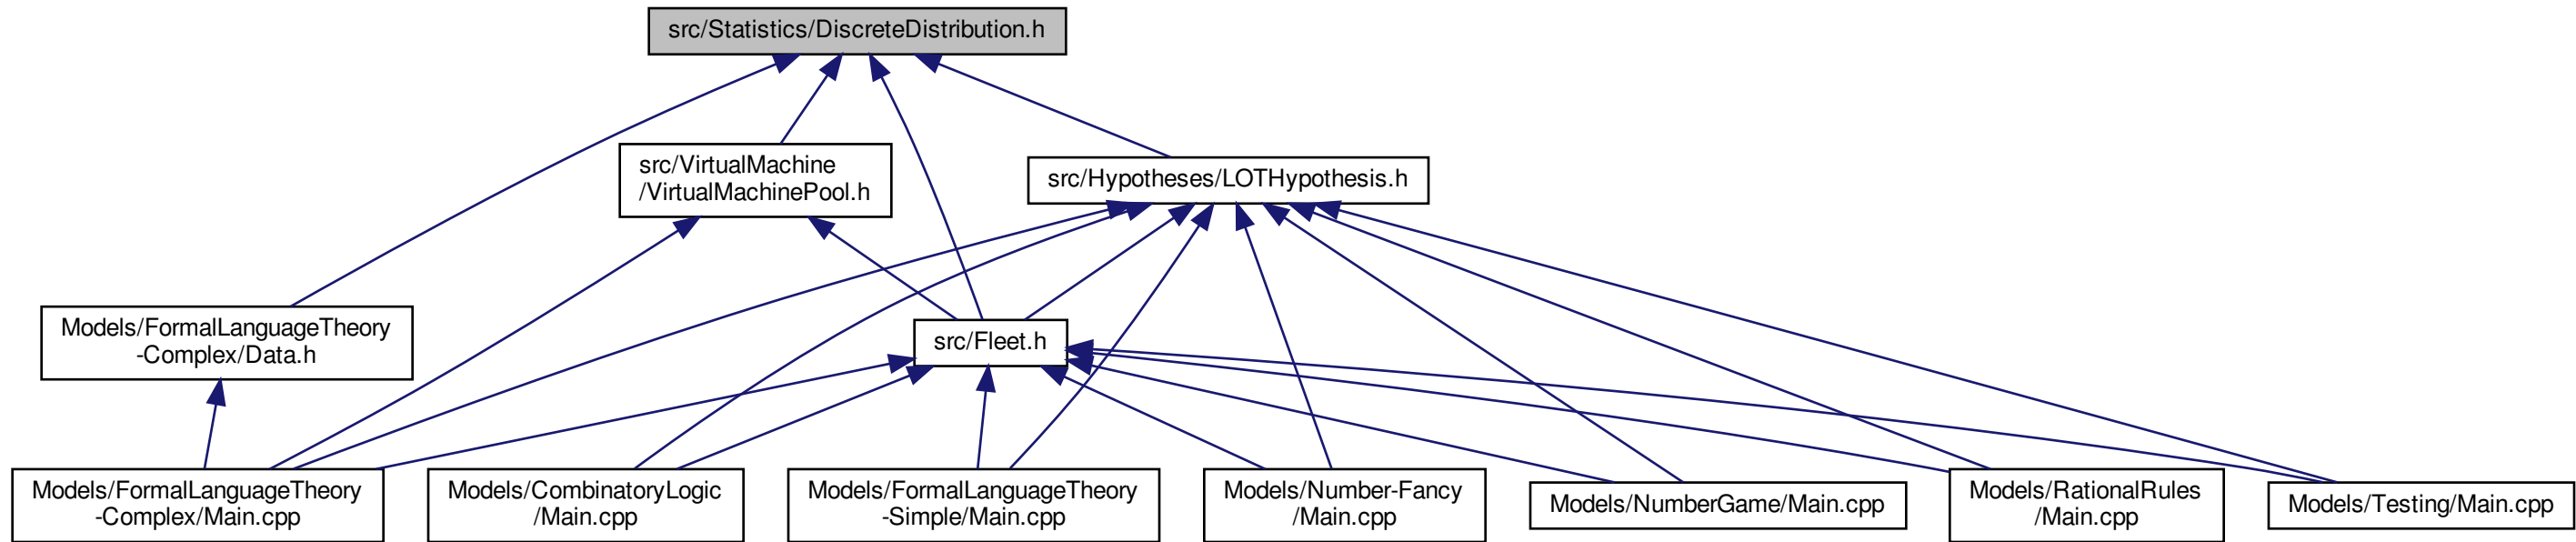 src/Statistics/DiscreteDistribution.h
src/VirtualMachine
/VirtualMachinePool.h
src/Hypotheses/LOTHypothesis.h
Models/FormalLanguageTheory
-Complex/Data.h
src/Fleet.h
Models/FormalLanguageTheory
-Complex/Main.cpp
Models/CombinatoryLogic
/Main.cpp
Models/FormalLanguageTheory
-Simple/Main.cpp
Models/Number-Fancy
/Main.cpp
Models/NumberGame/Main.cpp
Models/RationalRules
/Main.cpp
Models/Testing/Main.cpp